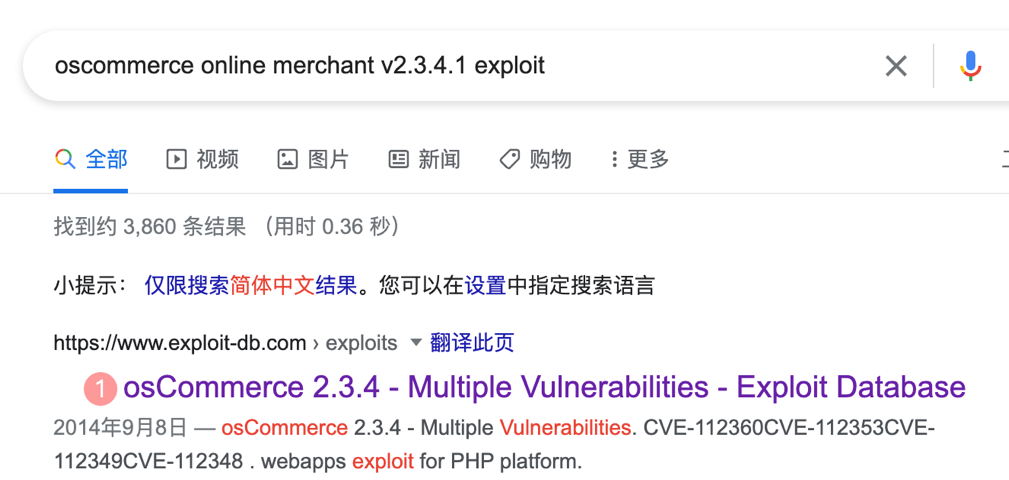 oscommerce online merchant v2.3.4.1 exploit
全部 视频 图片 新闻 购物 更多
找到约 3,860 条结果 （用时 0.36 秒）
小提示： 仅限搜索简体中文结果。您可以在设置中指定搜索语言
https://www.exploit-db.com › exploits 翻译此页
1 osCommerce 2.3.4 - Multiple Vulnerabilities - Exploit Database
2014年9月8日 — osCommerce 2.3.4 - Multiple Vulnerabilities. CVE-112360CVE-112353CVE-
112349CVE-112348 . webapps exploit for PHP platform.